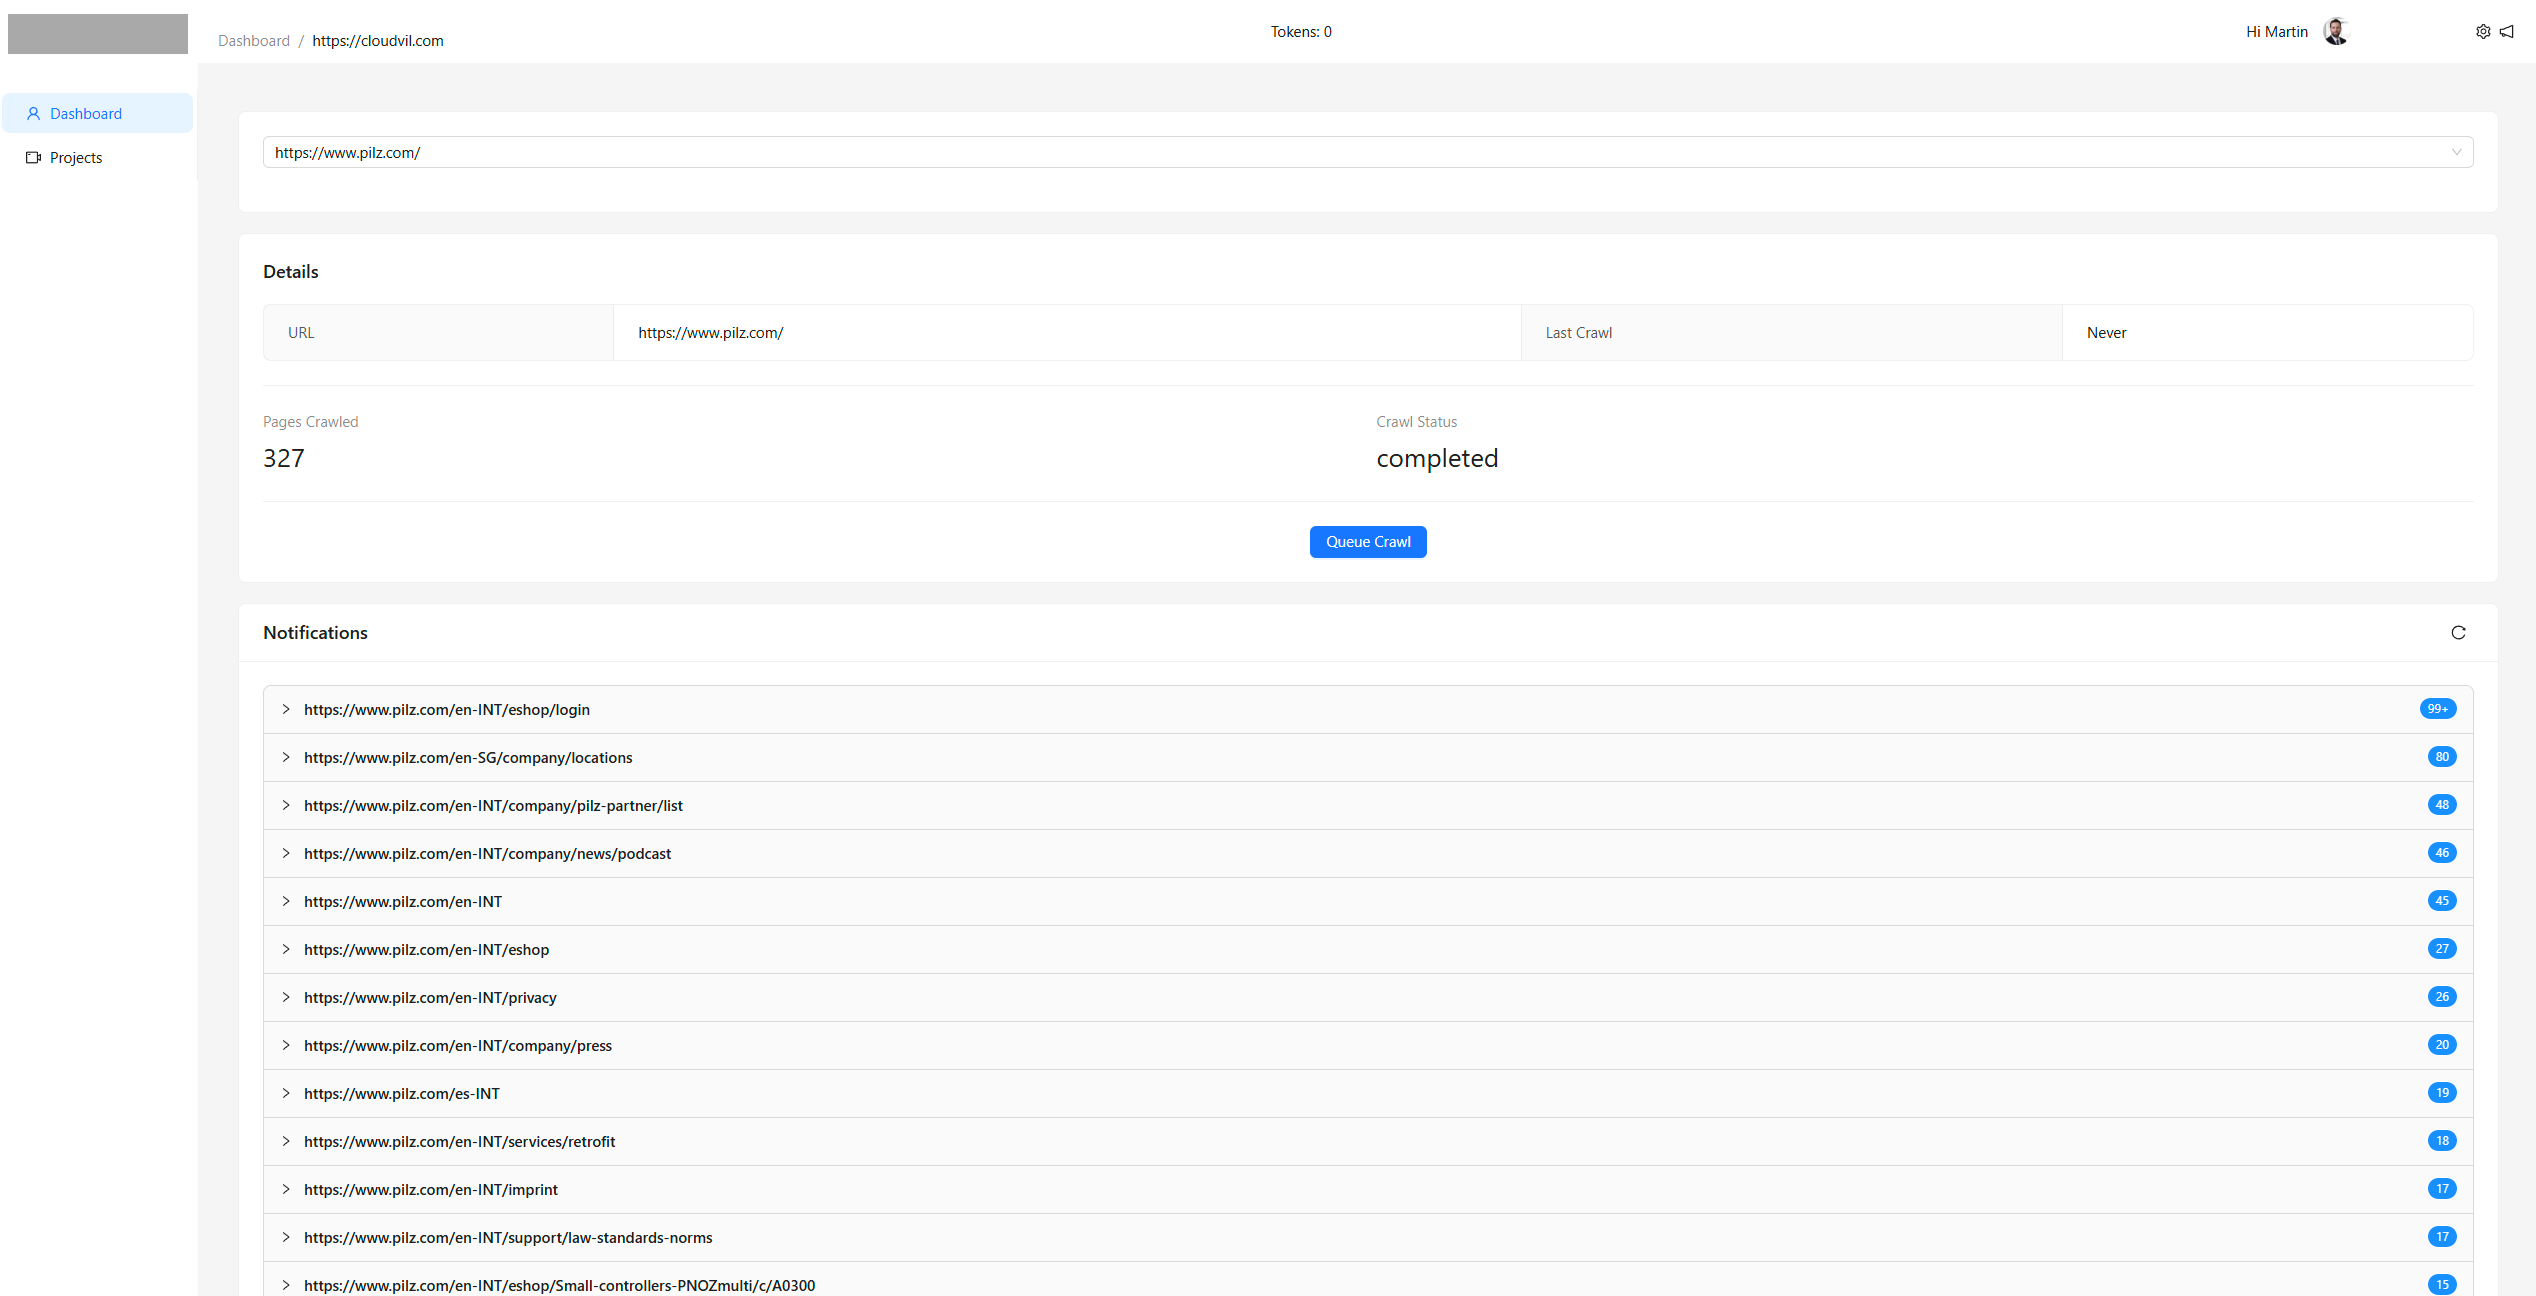 Dashboard / https://cloudvil.com
Tokens: 0
Hi Martin
Dashboard
Projects
https://www.pilz.com/
Details
URL https://www.pilz.com/ Last Crawl Never
Pages Crawled
327
Crawl Status
completed
Queue Crawl
Notifications
https://www.pilz.com/en-INT/eshop/login 99+
https://www.pilz.com/en-SG/company/locations 80
https://www.pilz.com/en-INT/company/pilz-partner/list 48
https://www.pilz.com/en-INT/company/news/podcast 46
https://www.pilz.com/en-INT 45
https://www.pilz.com/en-INT/eshop 27
https://www.pilz.com/en-INT/privacy 26
https://www.pilz.com/en-INT/company/press 20
https://www.pilz.com/es-INT 19
https://www.pilz.com/en-INT/services/retrofit 18
https://www.pilz.com/en-INT/imprint 17
https://www.pilz.com/en-INT/support/law-standards-norms 17
https://www.pilz.com/en-INT/eshop/Small-controllers-PNOZmulti/c/A0300 15